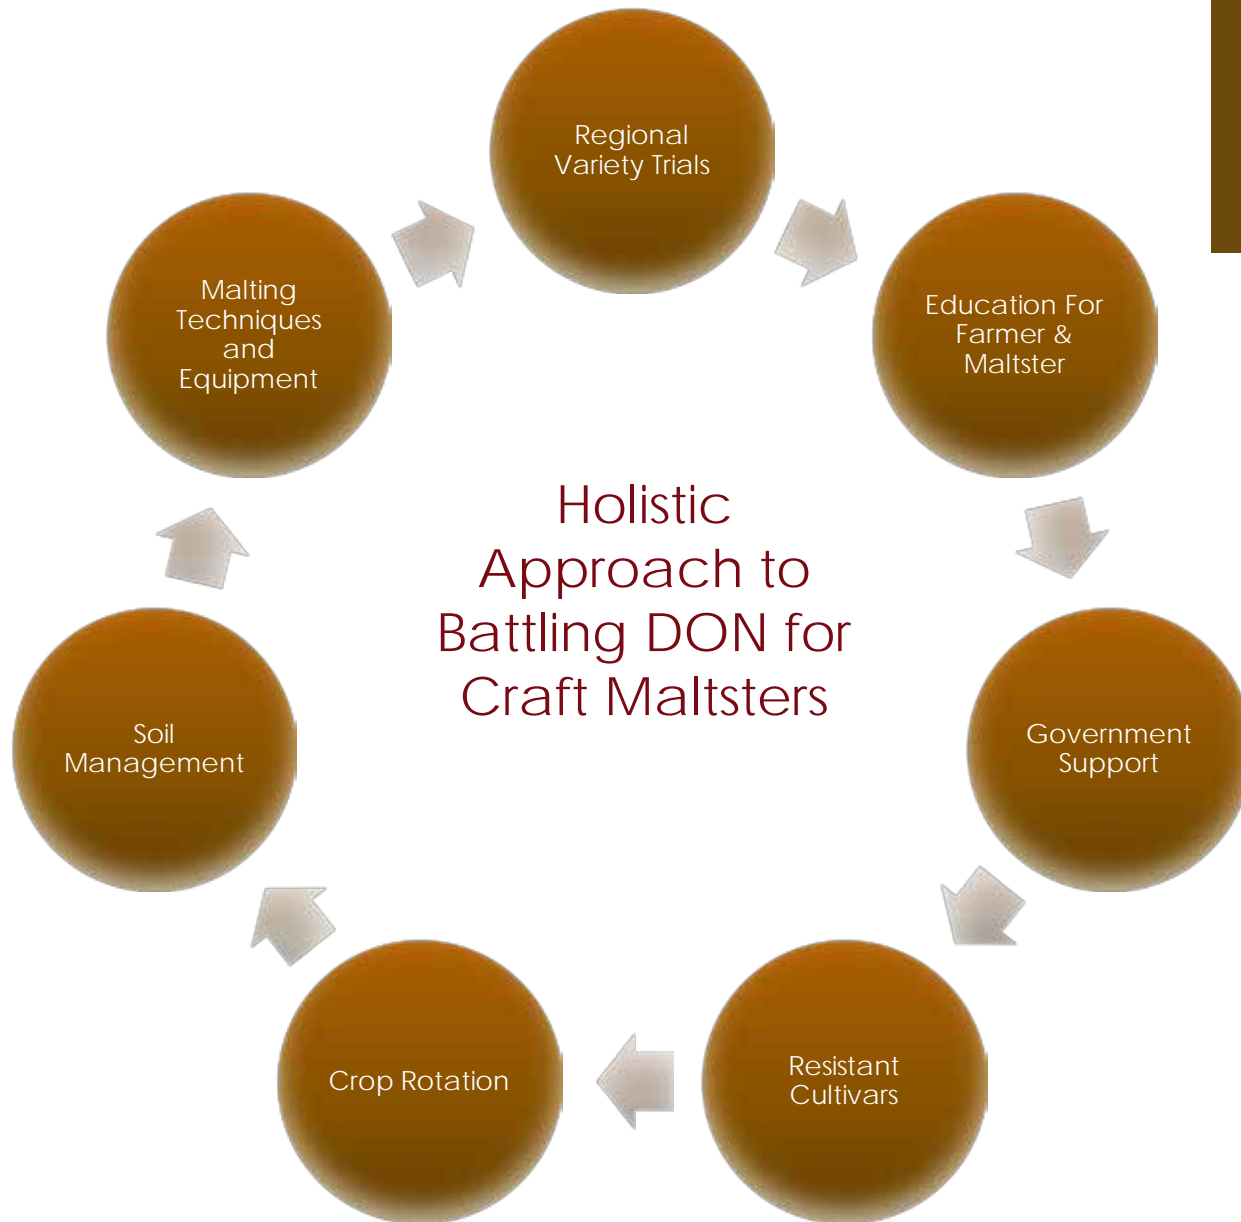 Regional
Variety Trials
Education For
Farmer &
Maltster
Government
Support
Resistant
Cultivars
Crop Rotation
Soil
Management
Malting
Techniques
and
Equipment
Holistic
Approach to
Battling DON for
Craft Maltsters